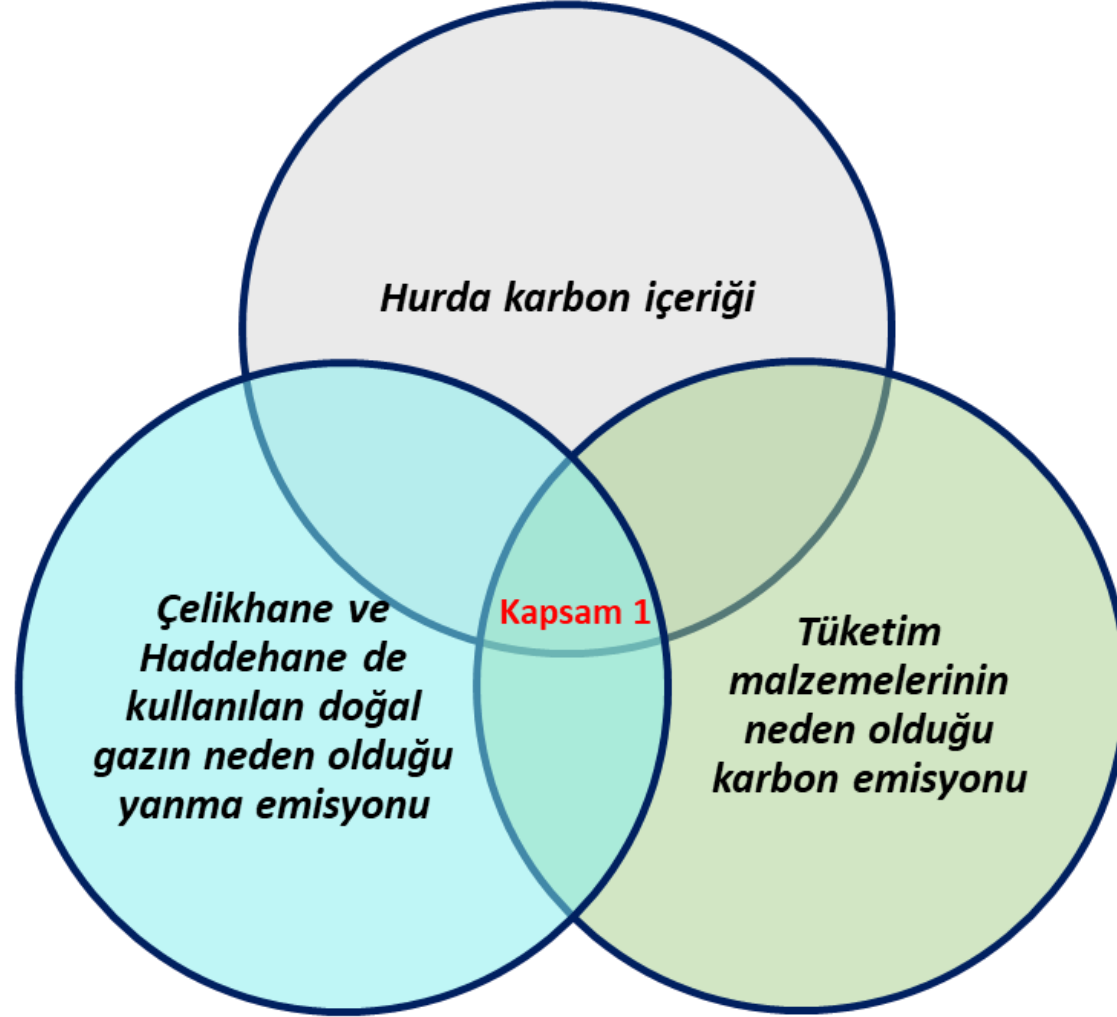 Hurda karbon içeriği
Çelikhane ve
Haddehane de
kullanılan doğal
gazın neden olduğu
yanma emisyonu
Kapsam 1
Tüketim
malzemelerinin
neden olduğu
karbon emisyonu